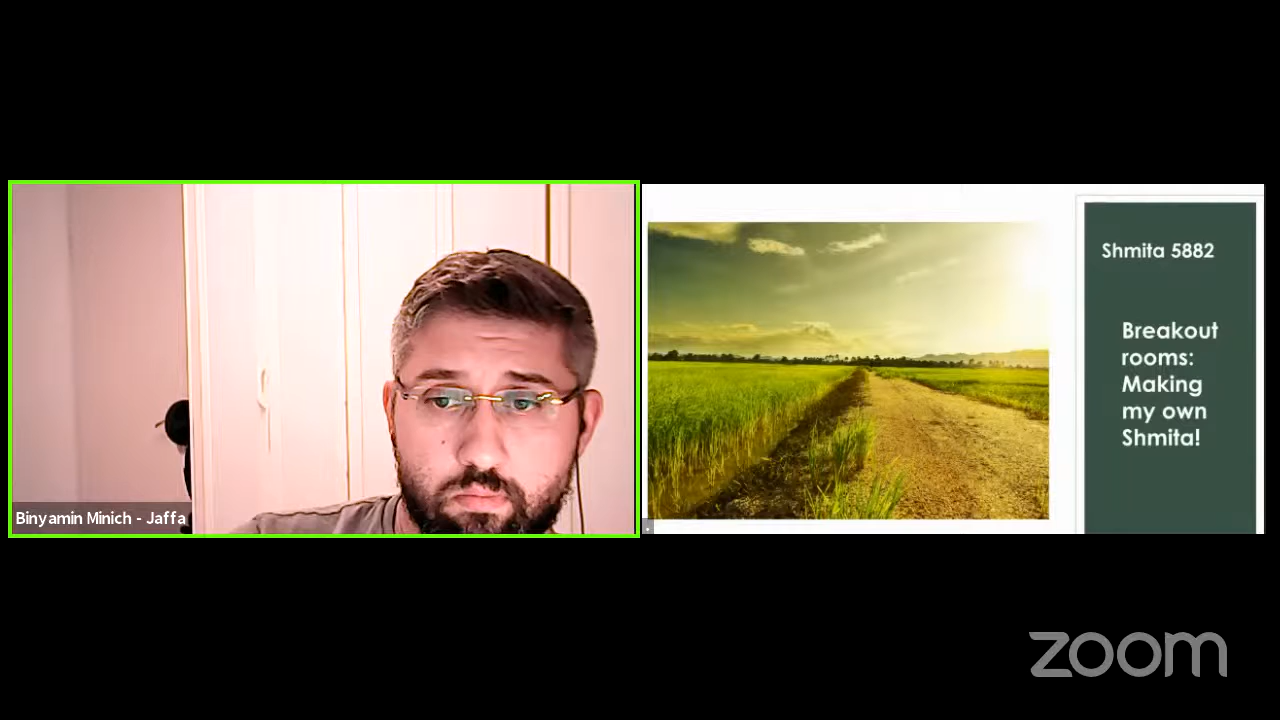 Binyamin Minich - Jaffa
Shmita 5882
Breakout
rooms:
Making
my own
Shmita!
zoom